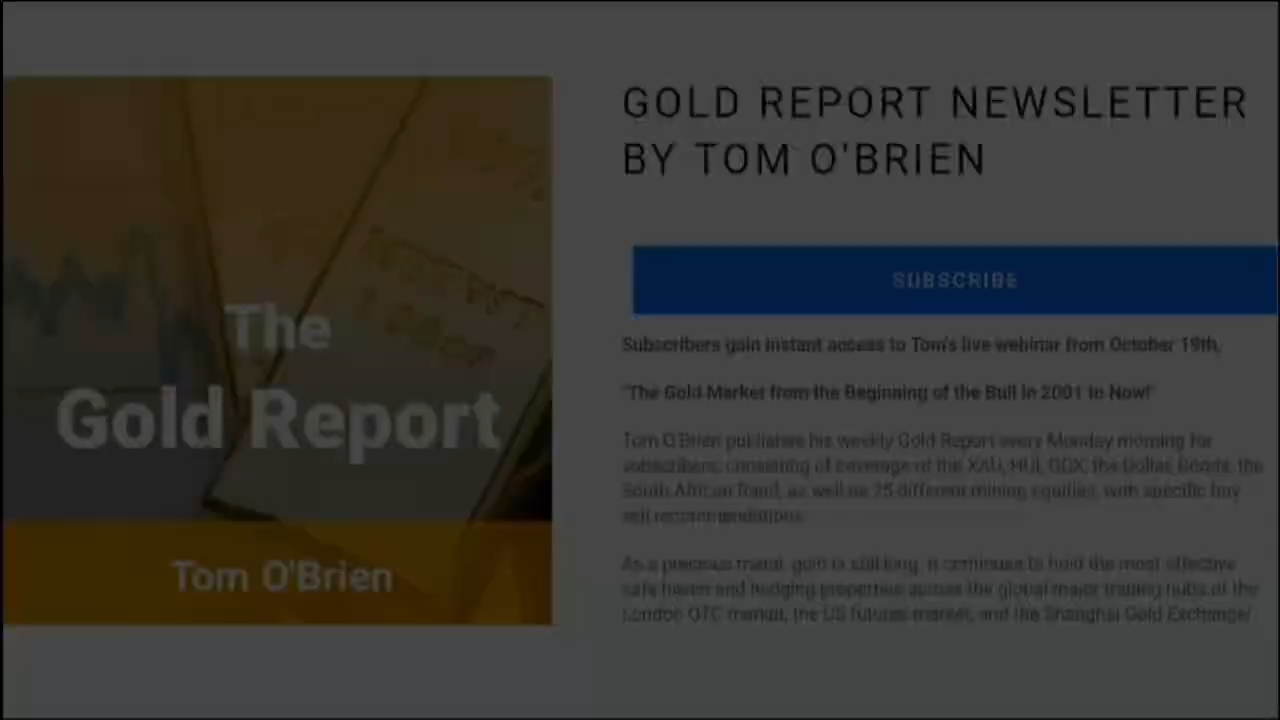 The
Gold Report
Tom O'Brien
GOLD REPORT NEWSLETTER
BY TOM O'BRIEN
SUBSCRIBE
Subscribers gain instant access to Tom's live webinar from October 19th,
"The Gold Market from the Beginning of the Bull in 2001 to Now!"
Tom O'Brien publishes his weekly Gold Report every Monday morning for
subscribers, consisting of coverage of the XAU, HUI, GDX, the Dollar, Bonds, the
South African Rand, as well as 25 different mining equities, with specific buy
sell recommendations.
As a precious metal, gold is still king. It continues to hold the most effective
safe haven and hedging properties across the global major trading hubs of the
London OTC market, the US futures market, and the Shanghai Gold Exchange/